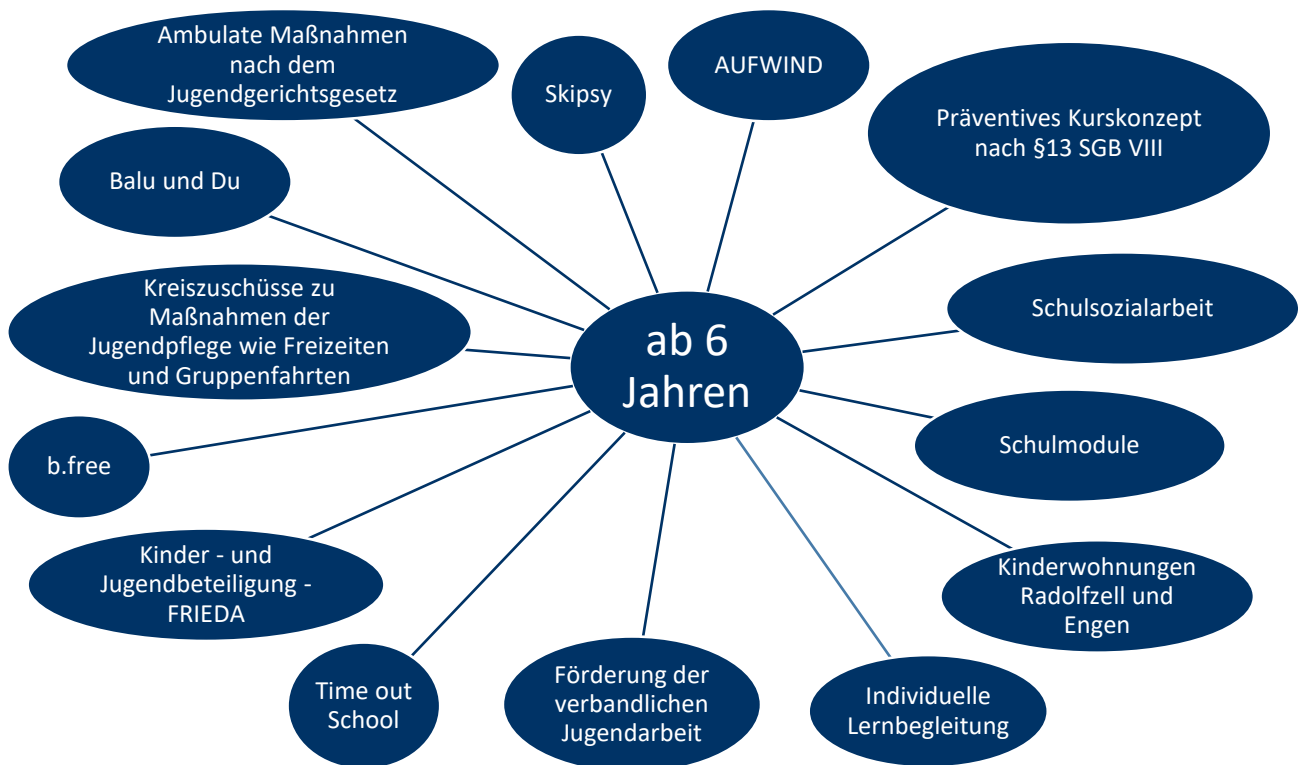 Ambulate Maßnahmen
nach dem
Jugendgerichtsgesetz
Skipsy
AUFWIND
Präventives Kurskonzept
nach §13 SGB VIII
Balu und Du
Schulsozialarbeit
Kreiszuschüsse zu
Maßnahmen der
Jugendpflege wie Freizeiten
und Gruppenfahrten
ab 6
Jahren
Schulmodule
b.free
Kinder - und
Jugendbeteiligung -
FRIEDA
Kinderwohnungen
Radolfzell und
Engen
Time out
School
Förderung der
verbandlichen
Jugendarbeit
Individuelle
Lernbegleitung